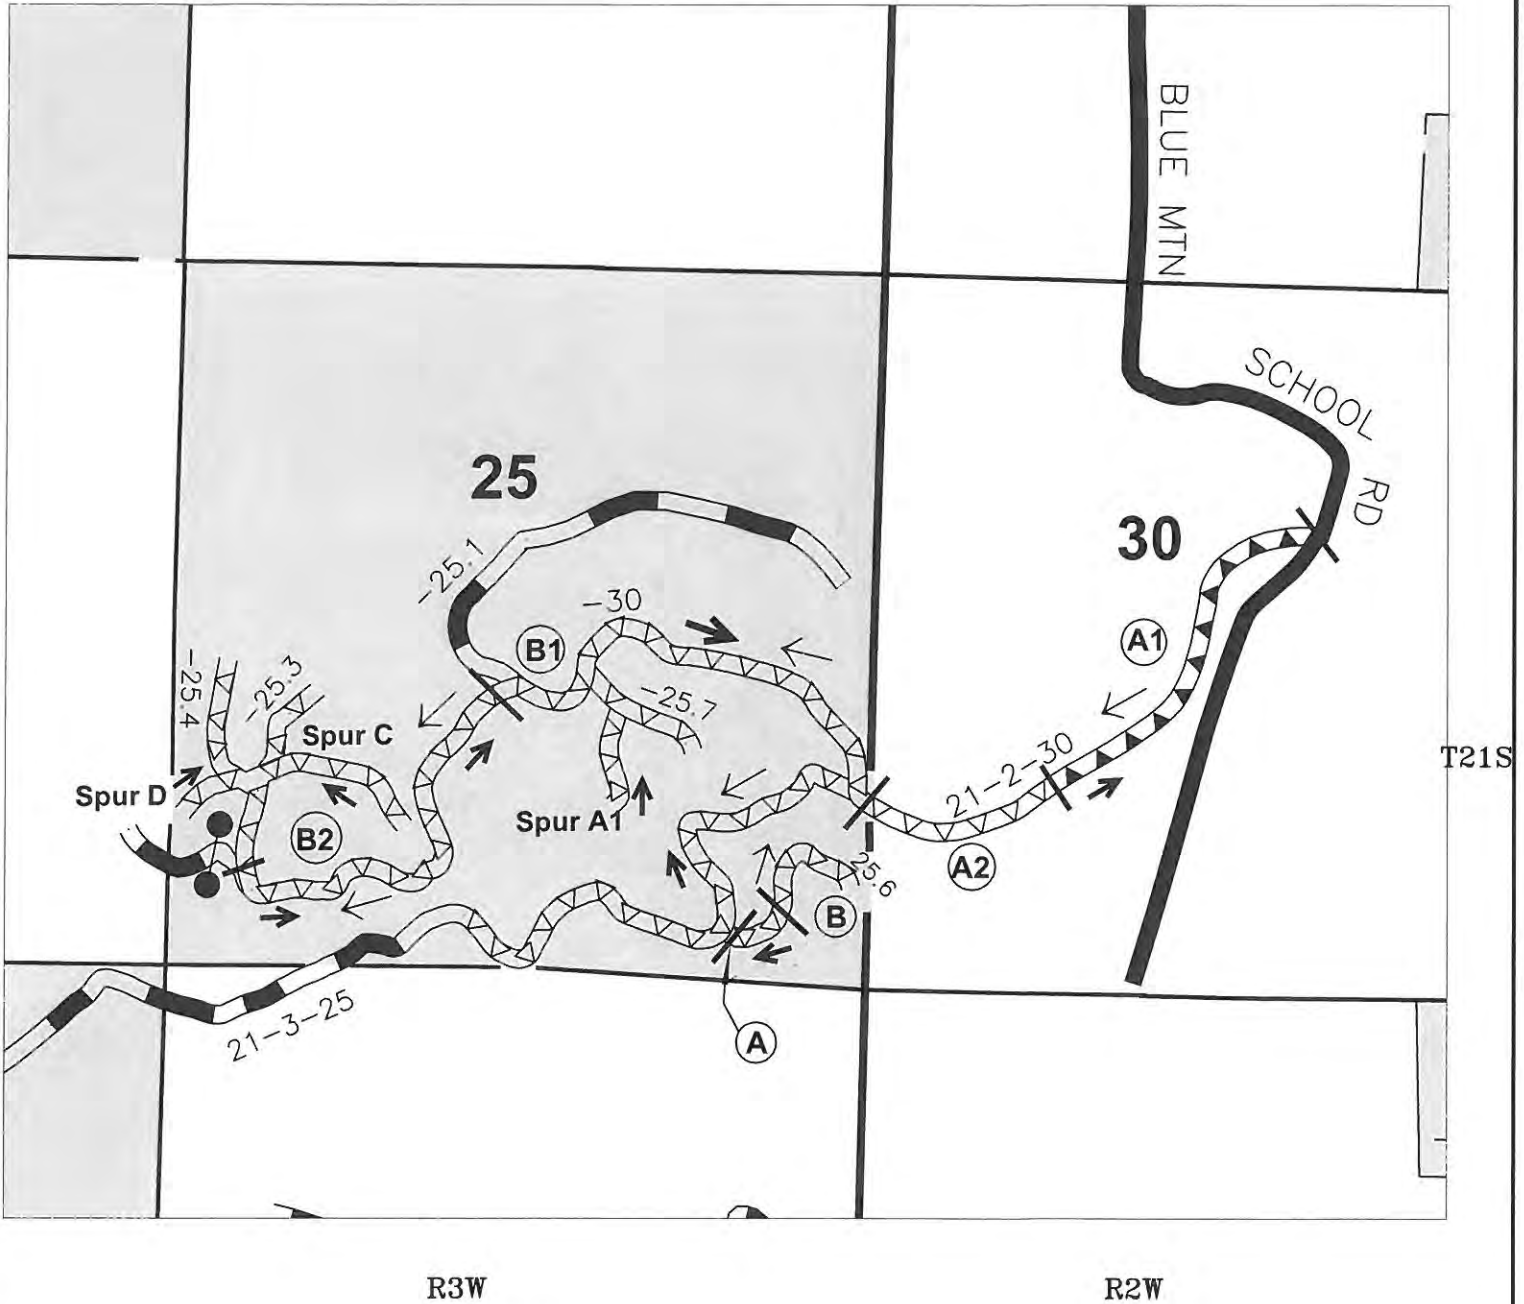 BLUE MTN
SCHOOL
RD
25
30
-25.1
-30
B1
A1
-25.4
-25.3
-25.7
Spur C
21-2-30
T21S
Spur D
Spur A1
B2
25.6
A2
B
21-3-25
A
R3W
R2W